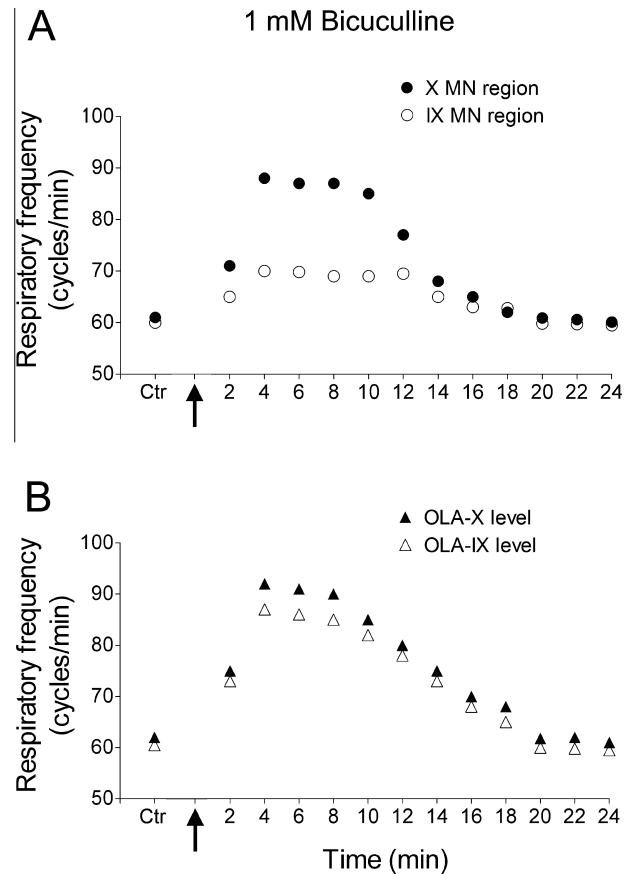 A
1 mM Bicuculline
X MN region
IX MN region
Respiratory frequency
(cycles/min)
100
90
80
70
60
50
Ctr 2 4 6 8 10 12 14 16 18 20 22 24
B
OLA-X level
OLA-IX level
Respiratory frequency
(cycles/min)
100
90
80
70
60
50
Ctr 2 4 6 8 10 12 14 16 18 20 22 24
Time (min)